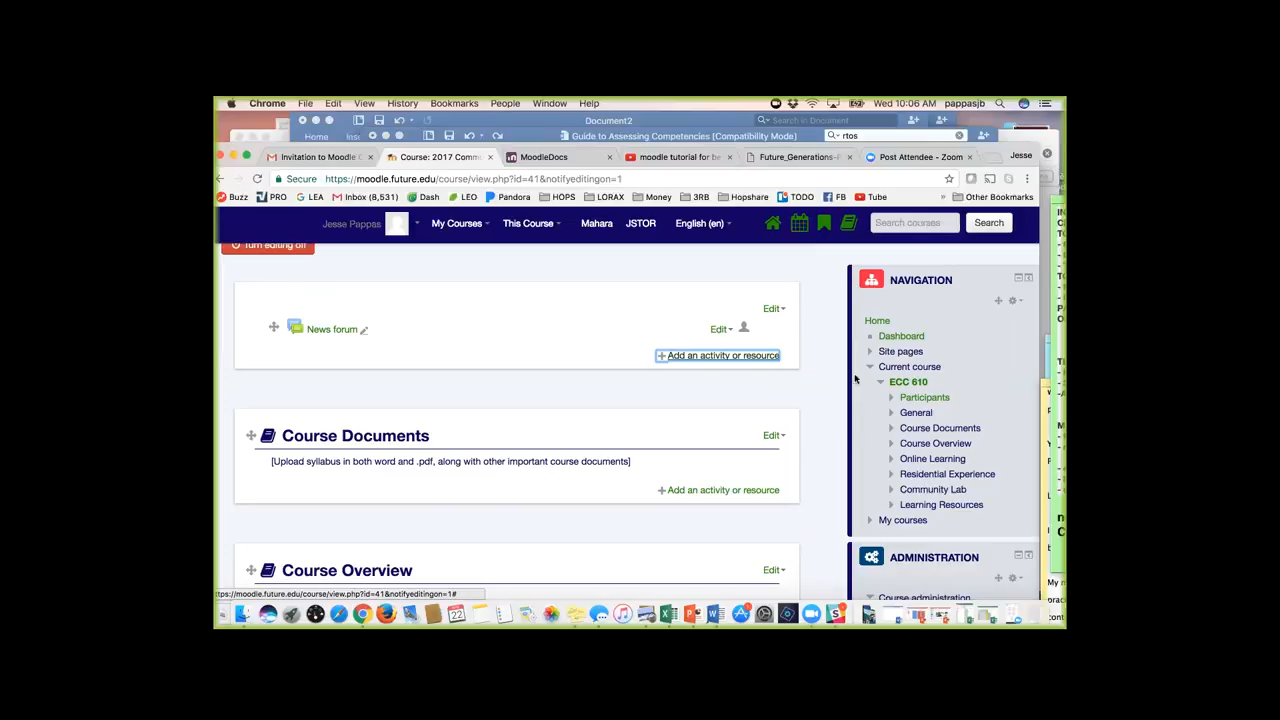 Chrome File Edit View History Bookmarks People Window Help Wed 10:06 AM pappasjb
Document2 Search in Document
Home Guide to Assessing Competencies [Compatibility Mode] rtos
Invitation to Moodle C Course: 2017 Comm MoodleDocs moodle tutorial for be Future_Generations- Post Attendee - Zoom Jesse
Secure https://moodle.future.edu/course/view.php?id=41&notifyeditingon=1
Buzz PRO LEA Inbox (8,531) Dash LEO Pandora HOPS LORAX Money 3RB Hopshare TODO FB Tube » Other Bookmarks
Jesse Pappas My Courses This Course Mahara JSTOR English (en) Search courses Search
Turn editing off
Edit
News forum Edit
Add an activity or resource
Course Documents Edit
[Upload syllabus in both word and .pdf, along with other important course documents]
Add an activity or resource
Course Overview Edit
NAVIGATION
Home
Dashboard
Site pages
Current course
ECC 610
Participants
General
Course Documents
Course Overview
Online Learning
Residential Experience
Community Lab
Learning Resources
My courses
ADMINISTRATION
Course administration
ttps://moodle.future.edu/course/view.php?id=41&notifyeditingon=1#
22